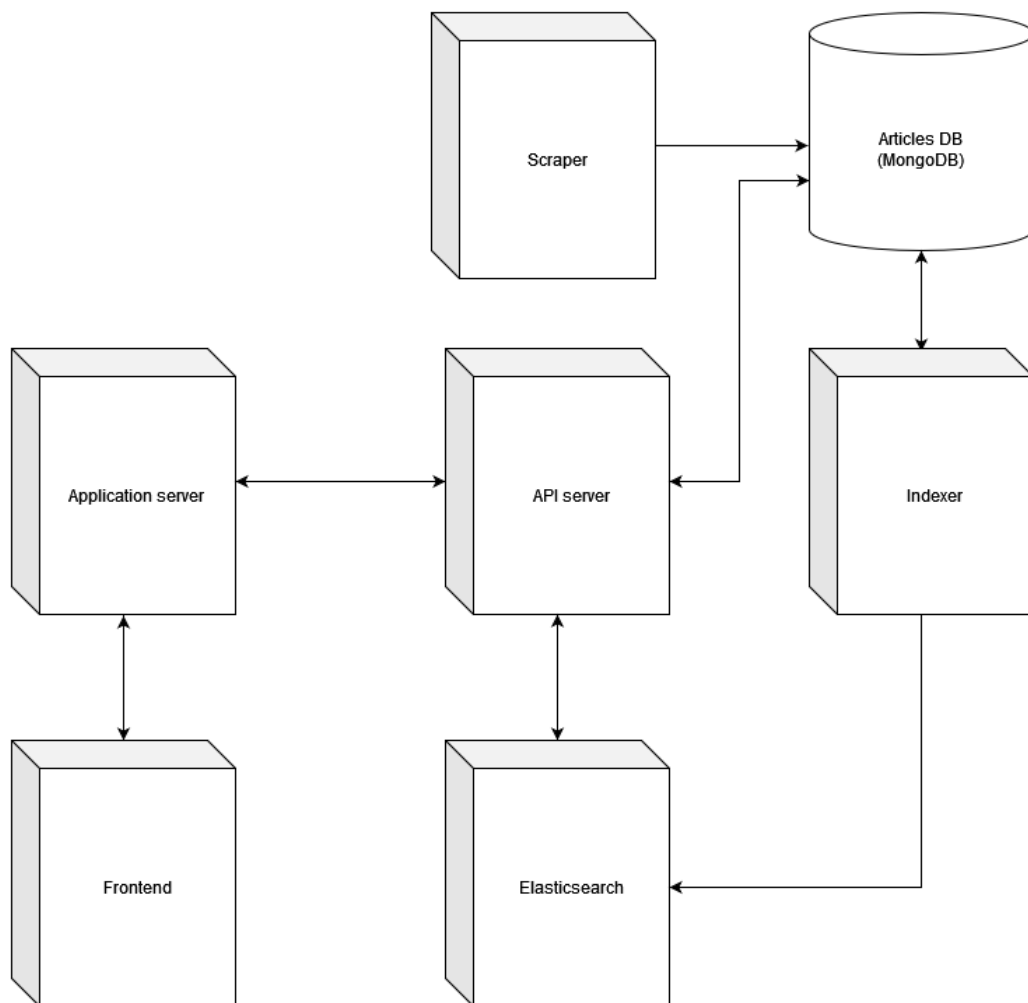 Scraper
Articles DB
(MongoDB)
Application server
API server
Indexer
Frontend
Elasticsearch